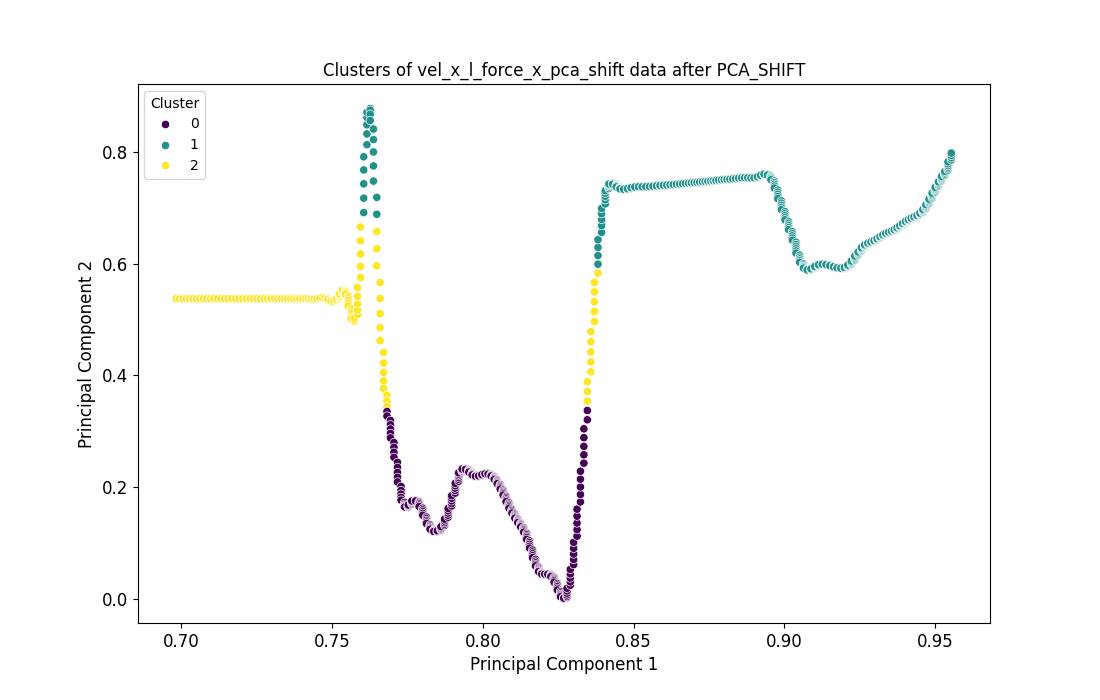 Clusters of vel_x_l_force_x_pca_shift data after PCA_SHIFT
Cluster
0
1
2
Principal Component 2
0.8
0.6
0.4
0.2
0.0
0.70 0.75 0.80 0.85 0.90 0.95
Principal Component 1